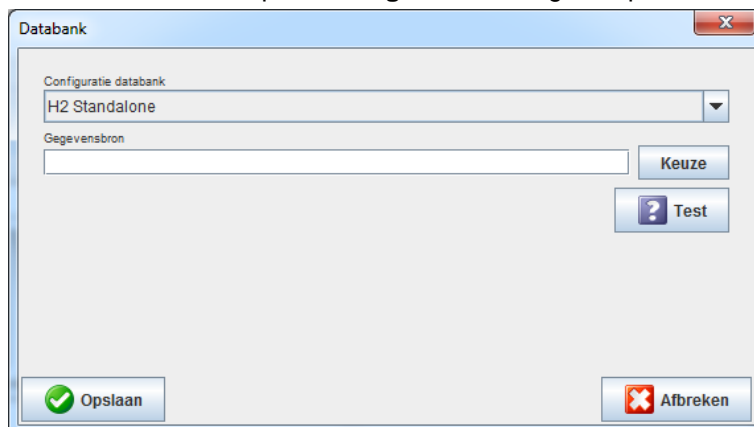 Databank
Configuratie databank
H2 Standalone
Gegevensbron
Keuze
Test
Opslaan
Afbreken